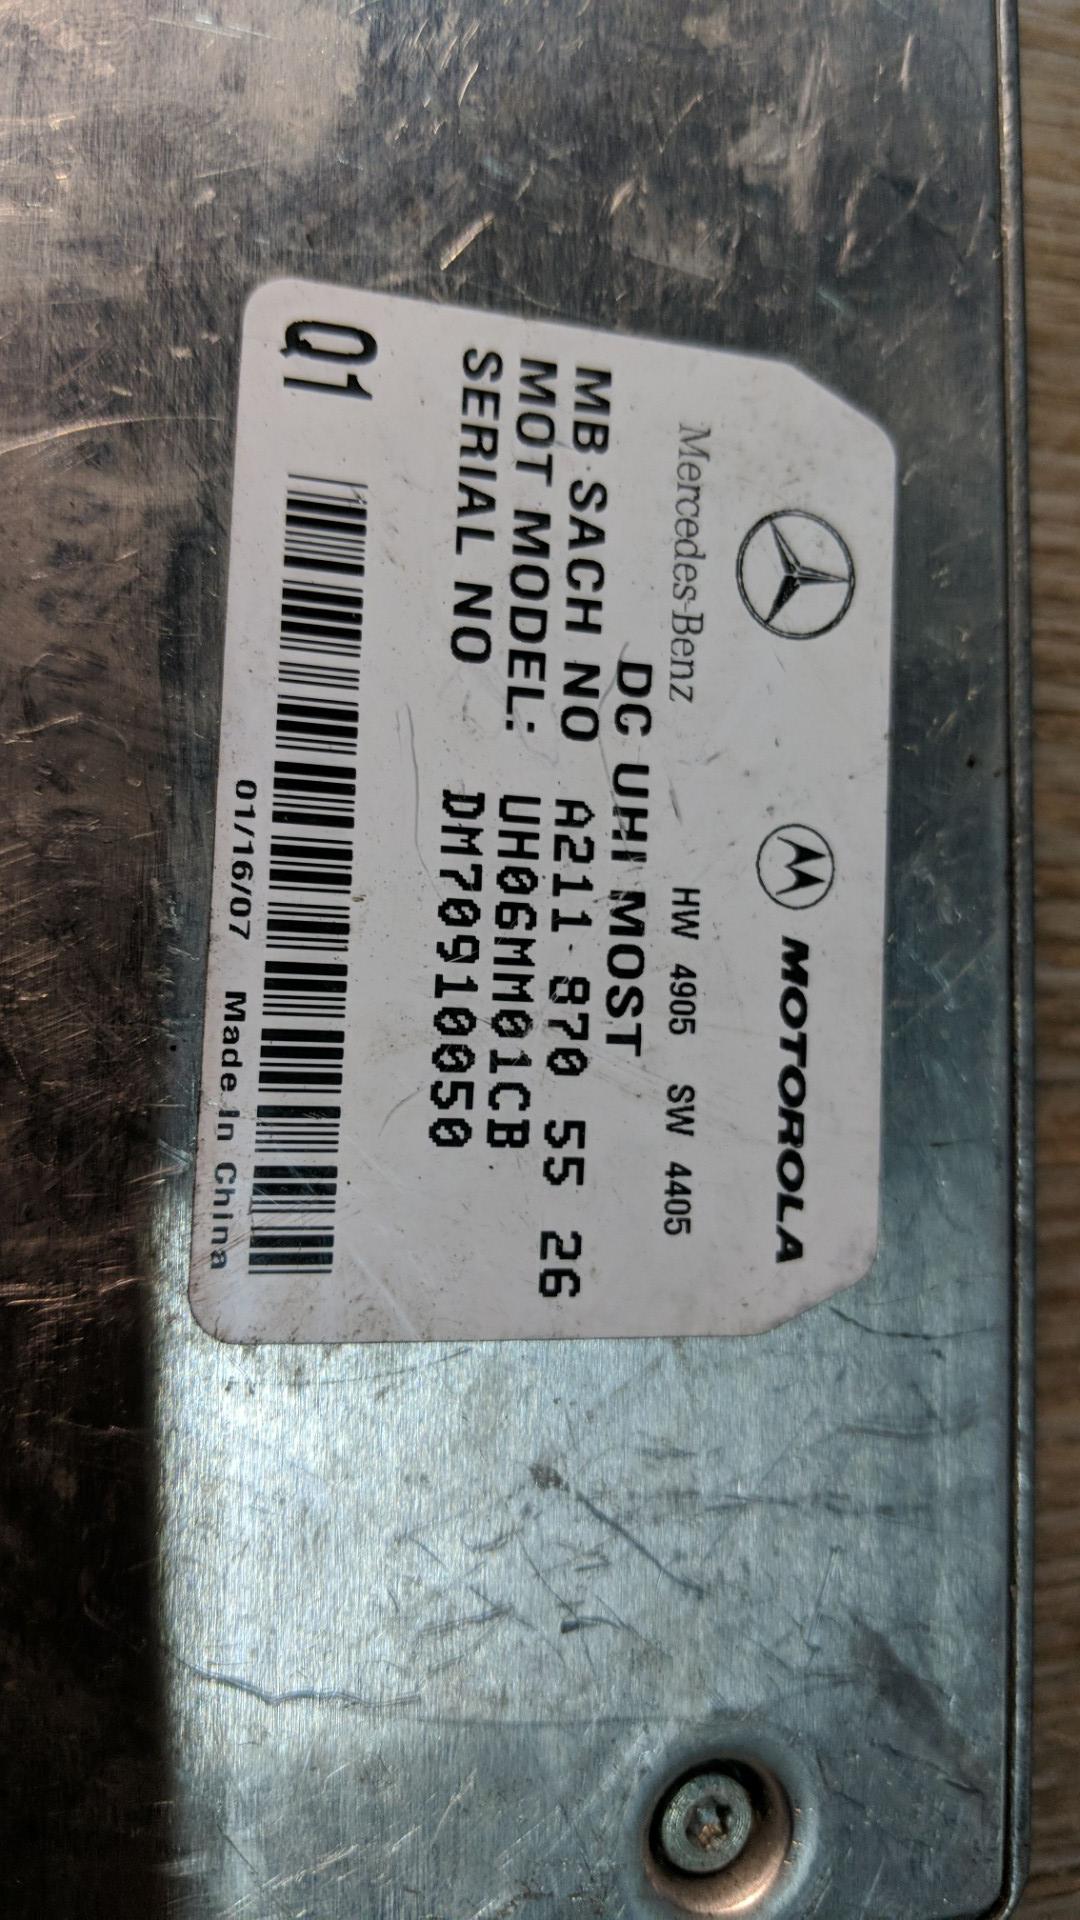 MOTOROLA
Mercedes-Benz HW 4905 SW 4405
DC UHI MOST
MB SACH NO A211 870 55 26
MOT MODEL: UH06MM01CB
SERIAL NO DM70910050
Q1
01/16/07 Made In China